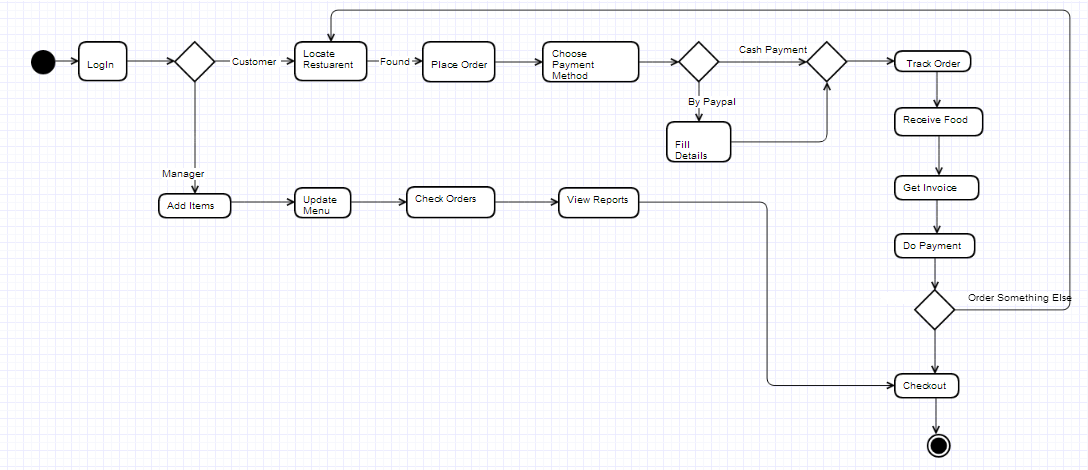 LogIn
Customer
Locate
Restuarent
Found
Place Order
Choose
Payment
Method
Cash Payment
Track Order
By Paypal
Fill
Details
Receive Food
Manager
Add Items
Update
Menu
Check Orders
View Reports
Get Invoice
Do Payment
Order Something Else
Checkout